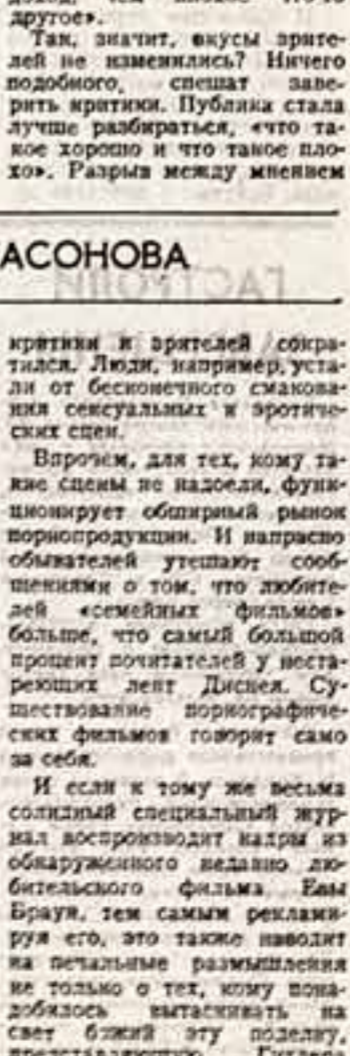 другое».
Так, значит, вкусы зрите-
лей не изменились? Ничего
подобного, спешат заве-
рить критики. Публика стала
лучше разбираться, «что та-
кое хорошо и что такое пло-
хо». Разрыв между мнением
АСОНОВА
критики и зрителей сокра-
тился. Люди, например, уста-
ли от бесконечного смакова-
ния сексуальных и эротиче-
ских сцен.
Впрочем, для тех, кому та-
кие сцены не надоели, функ-
ционирует обширный рынок
порнопродукции. И напрасно
обывателей утешают сооб-
щениями о том, что любите-
лей «семейных фильмов»
больше, что самый большой
процент почитателей у неста-
реющих лент Диснея. Су-
ществование порнографиче-
ских фильмов говорит само
за себя.
И если к тому же весьма
солидный специальный жур-
нал воспроизводит кадры из
обнаруженного недавно лю-
бительского фильма Евы
Браун, тем самым реклами-
руя его, это также наводит
на печальные размышления
не только о тех, кому пона-
добилось вытаскивать на
свет божий эту поделку,